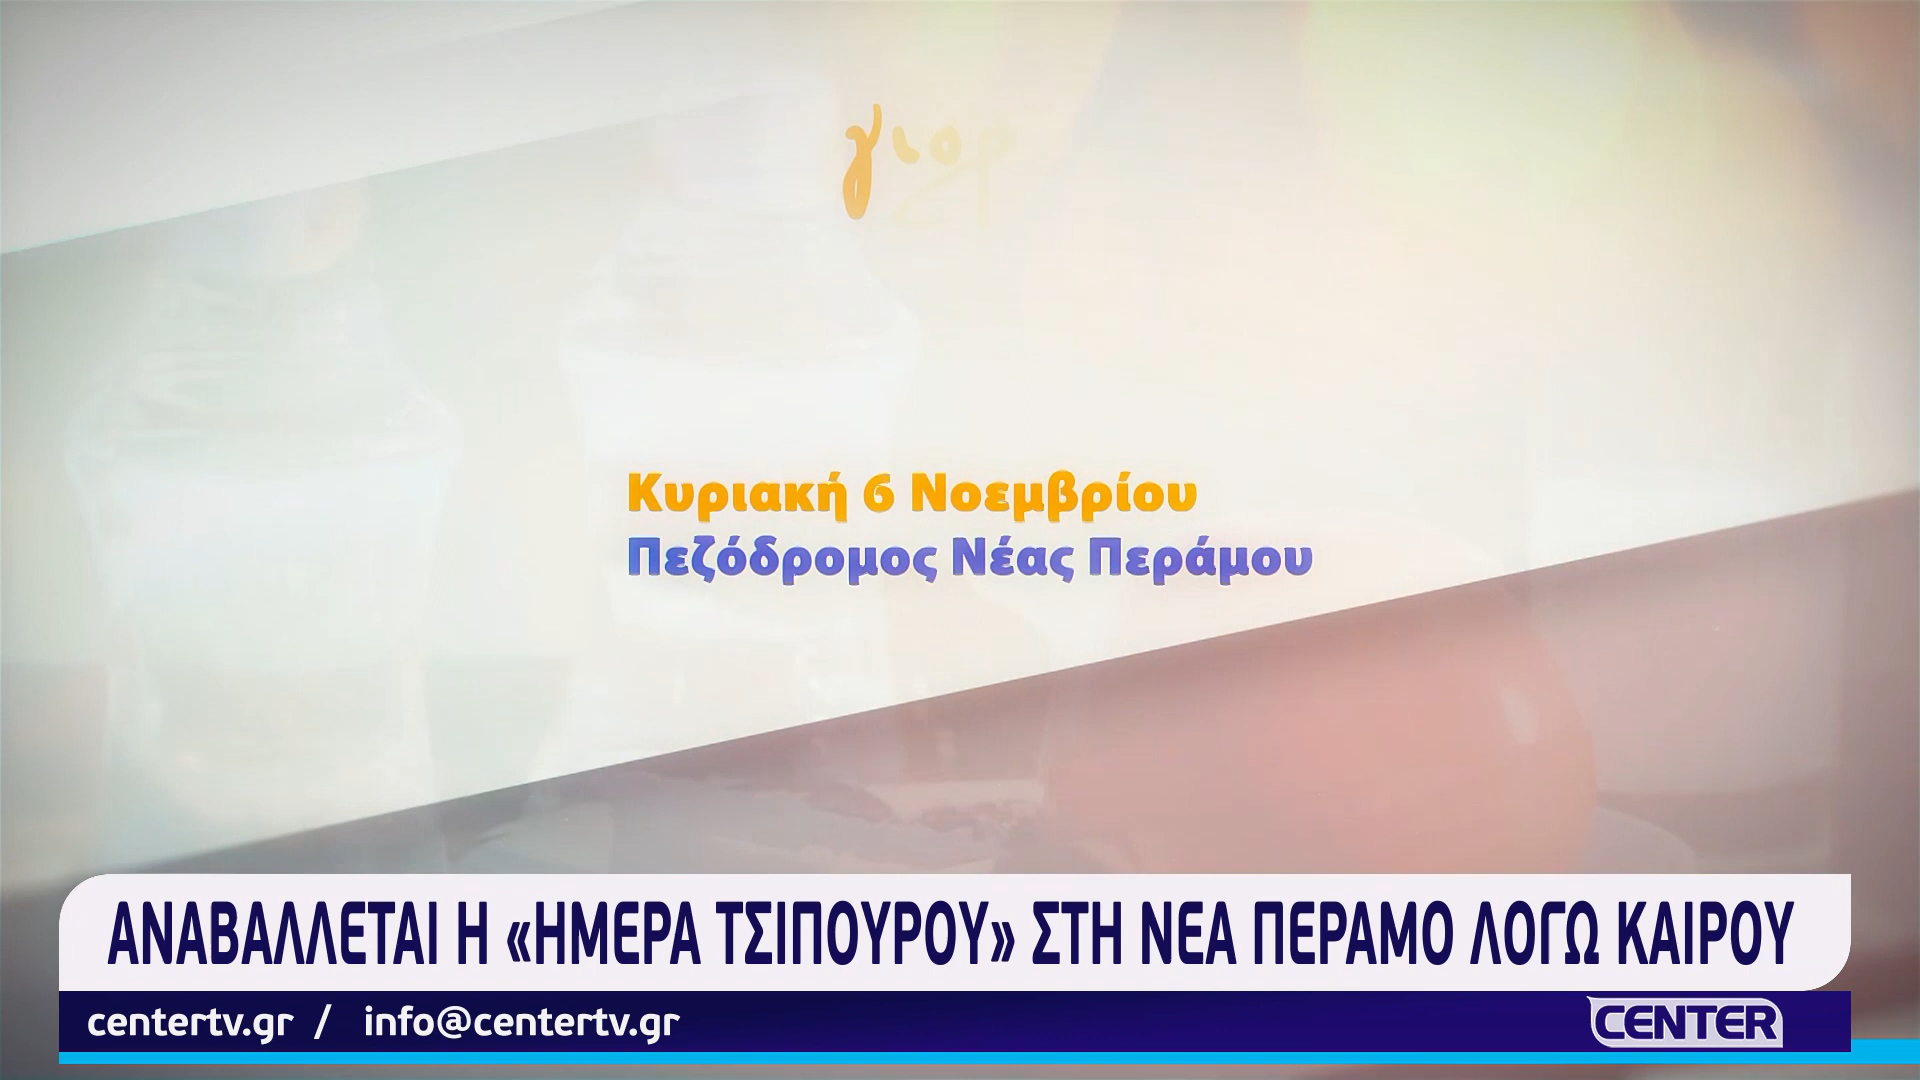 γιορ
Κυριακή 6 Νοεμβρίου
Πεζόδρομος Νέας Περάμου
ΑΝΑΒΑΛΛΕΤΑΙ Η «ΗΜΕΡΑ ΤΣΙΠΟΥΡΟΥ» ΣΤΗ ΝΕΑ ΠΕΡΑΜΟ ΛΟΓΩ ΚΑΙΡΟΥ
centertv.gr / info@centertv.gr
CENTER